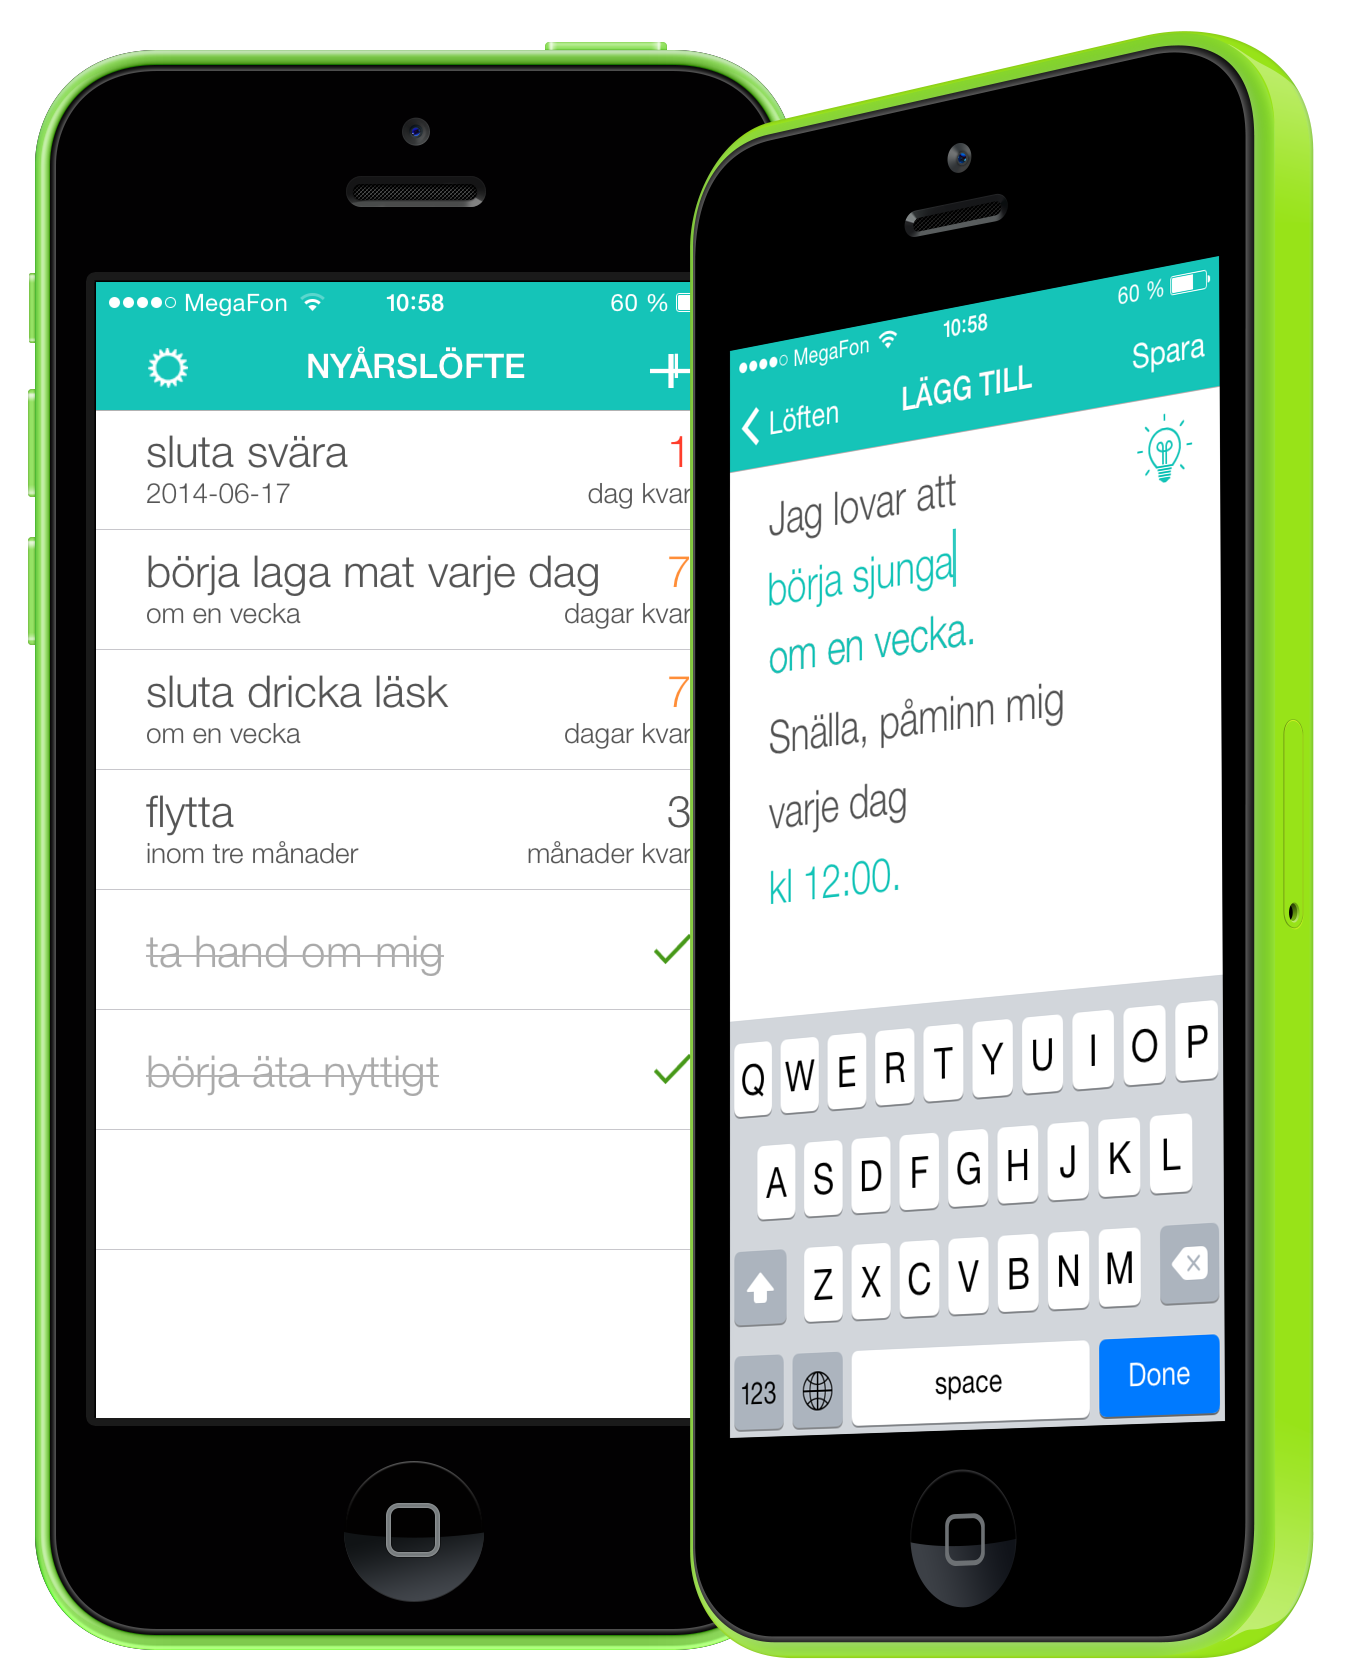 MegaFon 10:58 60 %
NYÅRSLÖFTE
sluta svära 1
2014-06-17 dag kvar
börja laga mat varje dag 7
om en vecka dagar kvar
sluta dricka läsk 7
om en vecka dagar kvar
flytta 3
inom tre månader månader kvar
ta hand om mig
börja äta nyttigt
MegaFon 10:58 60 %
Löften LÄGG TILL Spara
Jag lovar att
börja sjunga
om en vecka.
Snälla, påminn mig
varje dag
kl 12:00.
Q W E R T Y U I O P
A S D F G H J K L
Z X C V B N M
123 space Done